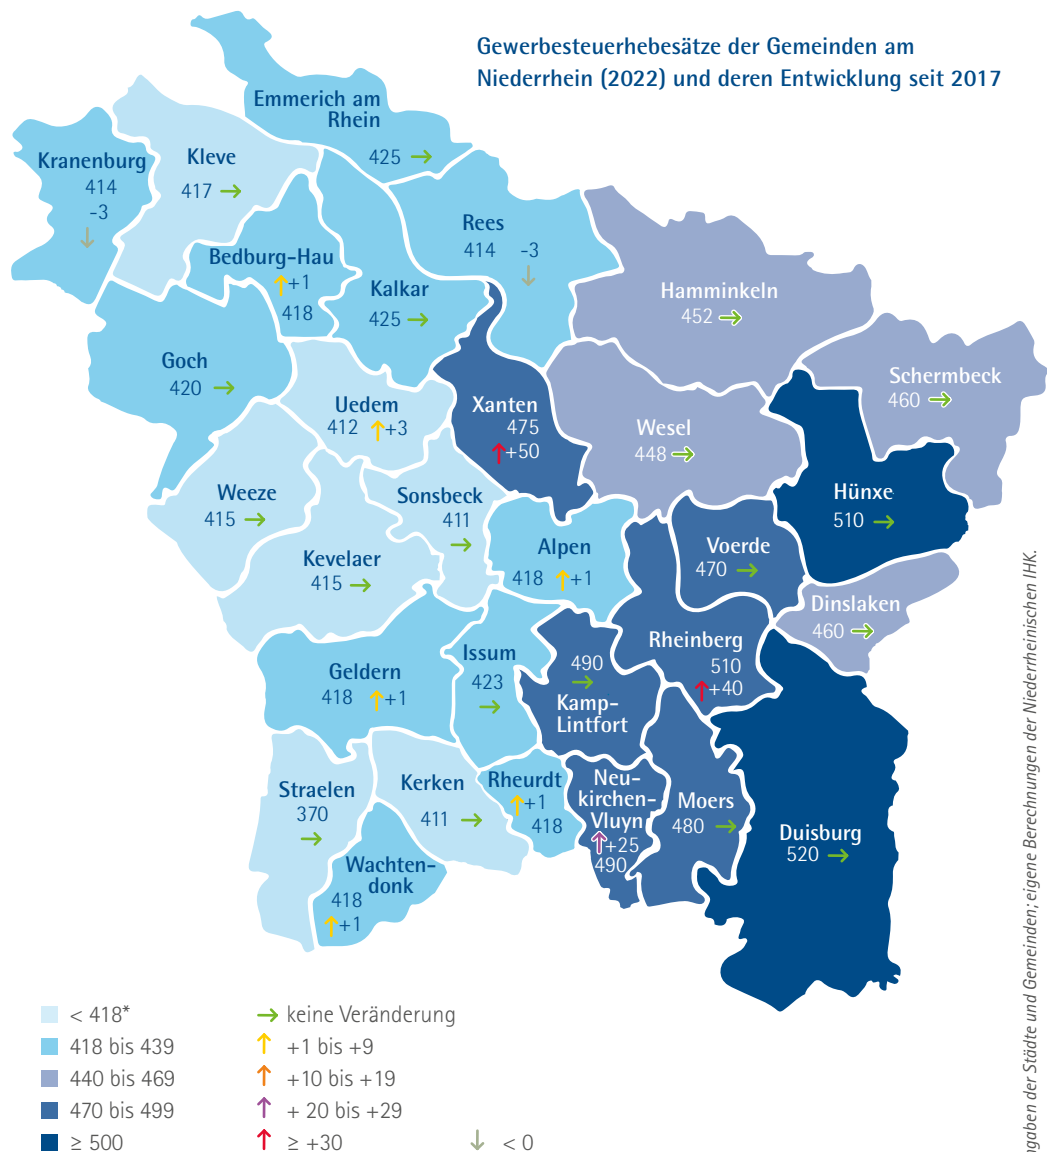 Gewerbesteuerhebesätze der Gemeinden am
Niederrhein (2022) und deren Entwicklung seit 2017
Emmerich am
Rhein
425 →
Kranenburg
414
-3
↓
Kleve
417 →
Rees
414 -3
↓
Bedburg-Hau
↑+1
418
Kalkar
425 →
Hamminkeln
452 →
Goch
420 →
Schermbeck
460 →
Uedem
412 ↑+3
Xanten
475
↑+50
Wesel
448 →
Weeze
415 →
Sonsbeck
411
→
Hünxe
510 →
Kevelaer
415 →
Alpen
418 ↑+1
Voerde
470 →
Dinslaken
460 →
Geldern
418 ↑+1
Issum
423
→
490
→
Kamp-
Lintfort
Rheinberg
510
↑+40
Straelen
370
→
Kerken
411 →
Rheurdt
↑+1
418
Neu-
kirchen-
Vluyn
↑+25
490
Moers
480 →
Duisburg
520 →
Wachten-
donk
418
↑+1
< 418*
418 bis 439
440 bis 469
470 bis 499
≥ 500
→ keine Veränderung
↑ +1 bis +9
↑ +10 bis +19
↑ + 20 bis +29
↑ ≥ +30
↓ < 0
der Städte und Gemeinden; eigene Berechnungen der Niederrheinischen IHK.